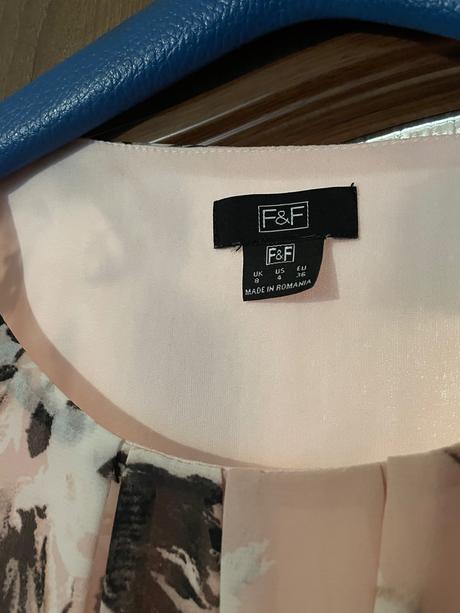 F&F
F&F
UK US EU
8 4 36
MADE IN ROMANIA